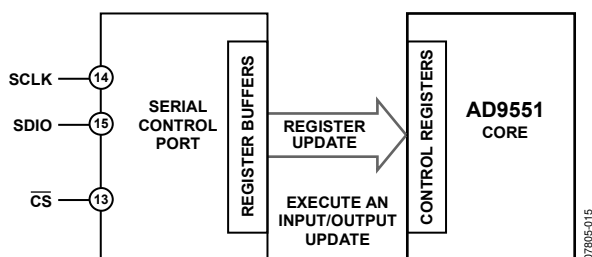 SCLK
14
SDIO
15
CS
13
SERIAL
CONTROL
PORT
REGISTER BUFFERS
REGISTER
UPDATE
EXECUTE AN
INPUT/OUTPUT
UPDATE
CONTROL REGISTERS
AD9551
CORE
07805-015